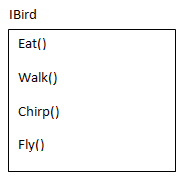 IBird
Eat()
Walk()
Chirp()
Fly()